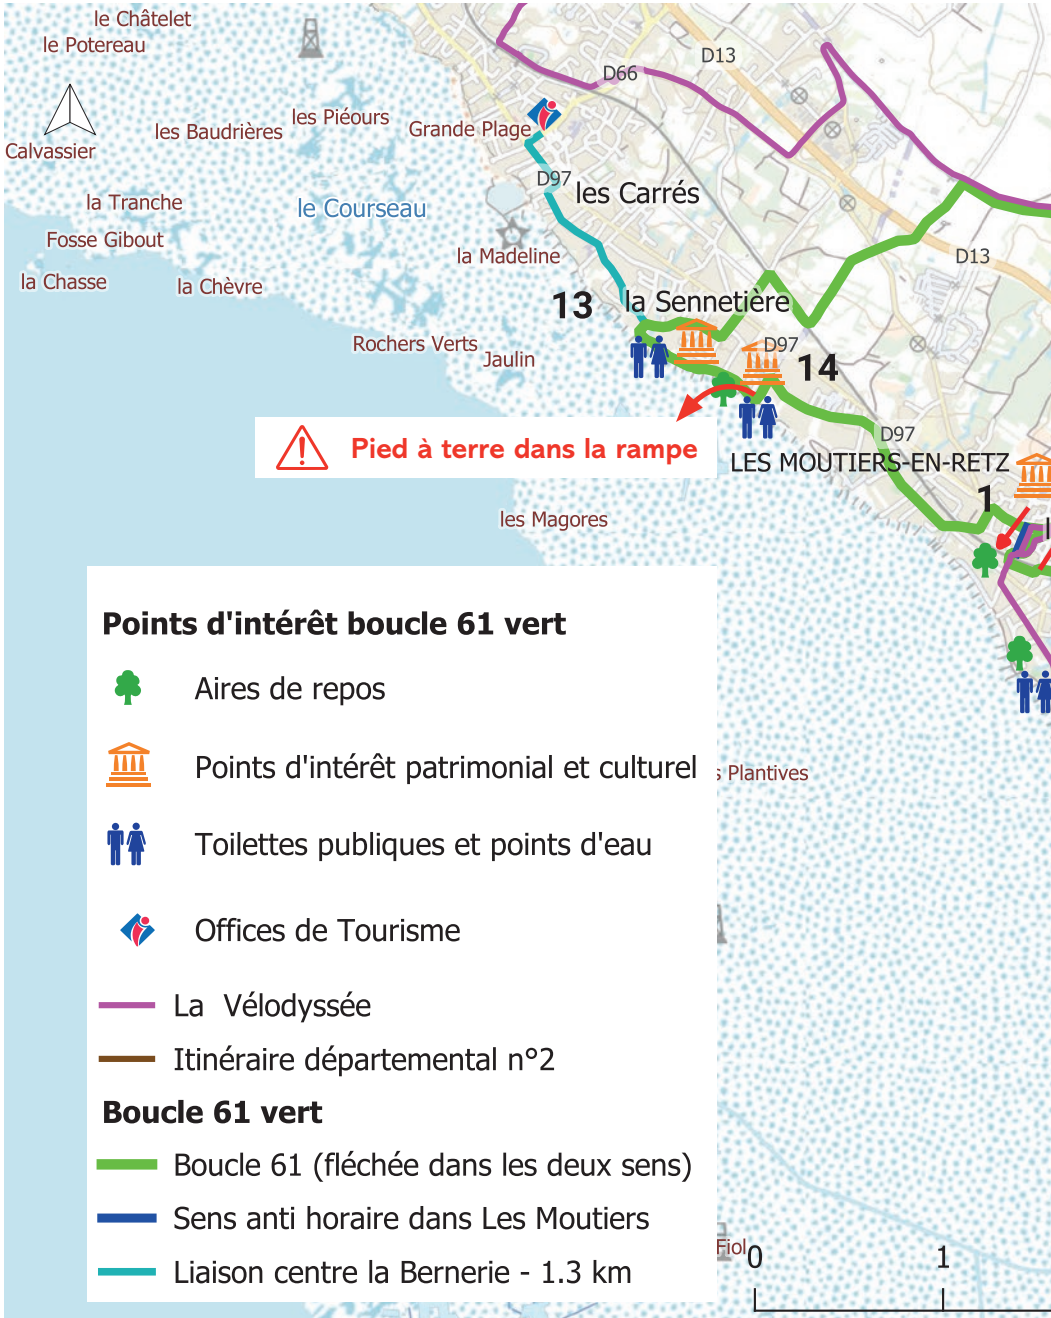 le Châtelet
le Potereau
D13
D66
les Piéours
les Baudrières
Grande Plage
Calvassier
D97
les Carrés
la Tranche
le Courseau
Fosse Gibout
la Madeline
D13
la Chasse
la Chèvre
13
la Sennetière
Rochers Verts
D97
Jaulin
14
Pied à terre dans la rampe
D97
LES MOUTIERS-EN-RETZ
1
les Magores
Points d'intérêt boucle 61 vert
Aires de repos
Points d'intérêt patrimonial et culturel
s Plantives
Toilettes publiques et points d'eau
Offices de Tourisme
La Vélodyssée
Itinéraire départemental n°2
Boucle 61 vert
Boucle 61 (fléchée dans les deux sens)
Sens anti horaire dans Les Moutiers
Fiol
0
1
Liaison centre la Bernerie - 1.3 km